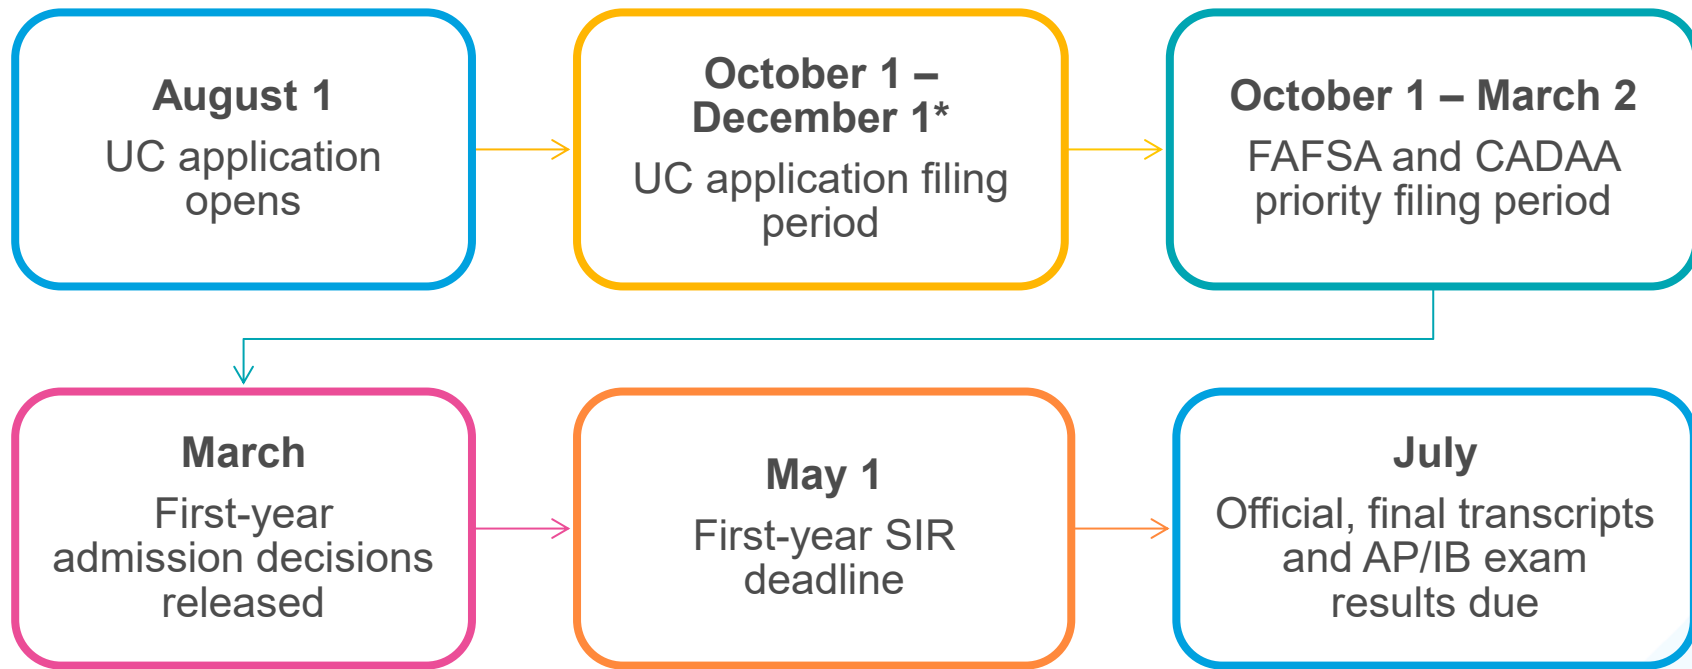 August 1
UC application
opens
October 1 –
December 1*
UC application filing
period
October 1 – March 2
FAFSA and CADAA
priority filing period
March
First-year
admission decisions
released
May 1
First-year SIR
deadline
July
Official, final transcripts
and AP/IB exam
results due